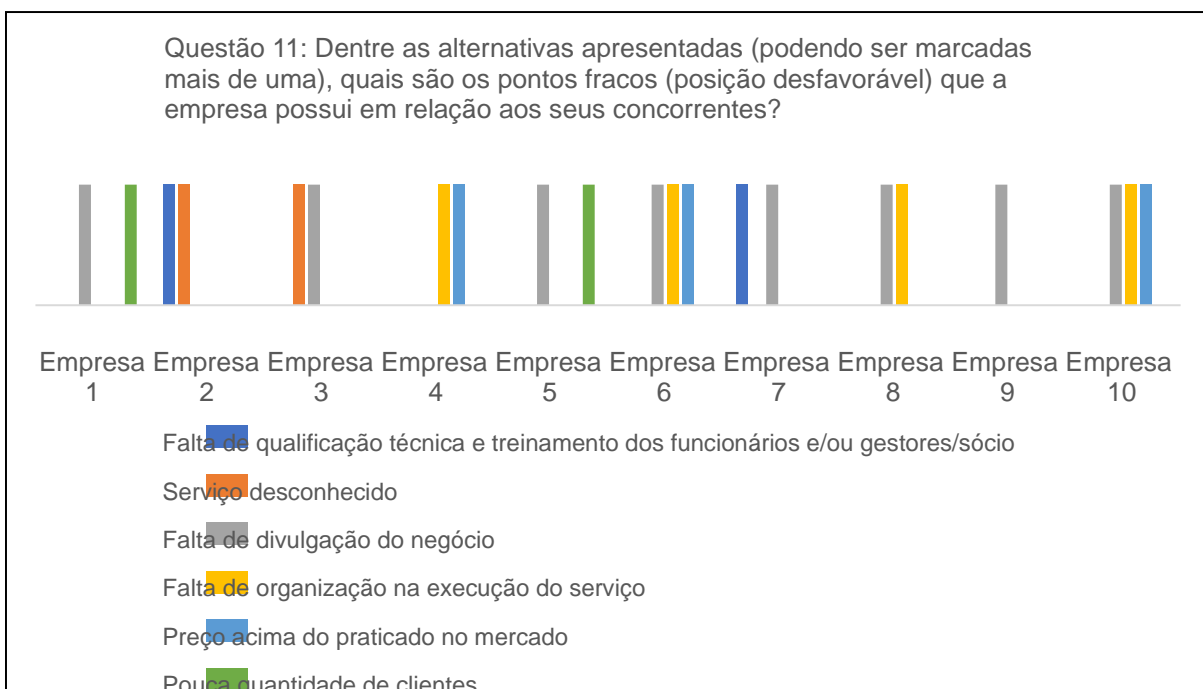 Questão 11: Dentre as alternativas apresentadas (podendo ser marcadas
mais de uma), quais são os pontos fracos (posição desfavorável) que a
empresa possui em relação aos seus concorrentes?
Empresa Empresa Empresa Empresa Empresa Empresa Empresa Empresa Empresa Empresa
1 2 3 4 5 6 7 8 9 10
Falta de qualificação técnica e treinamento dos funcionários e/ou gestores/sócio
Serviço desconhecido
Falta de divulgação do negócio
Falta de organização na execução do serviço
Preço acima do praticado no mercado
Pouca quantidade de clientes